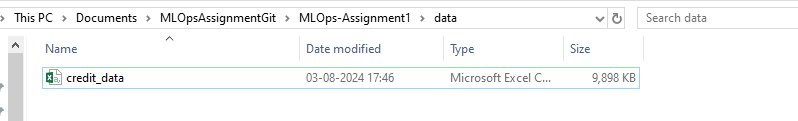 This PC > Documents > MLOpsAssignmentGit > MLOps-Assignment1 > data Search data
Name Date modified Type Size
credit_data 03-08-2024 17:46 Microsoft Excel C... 9,898 KB